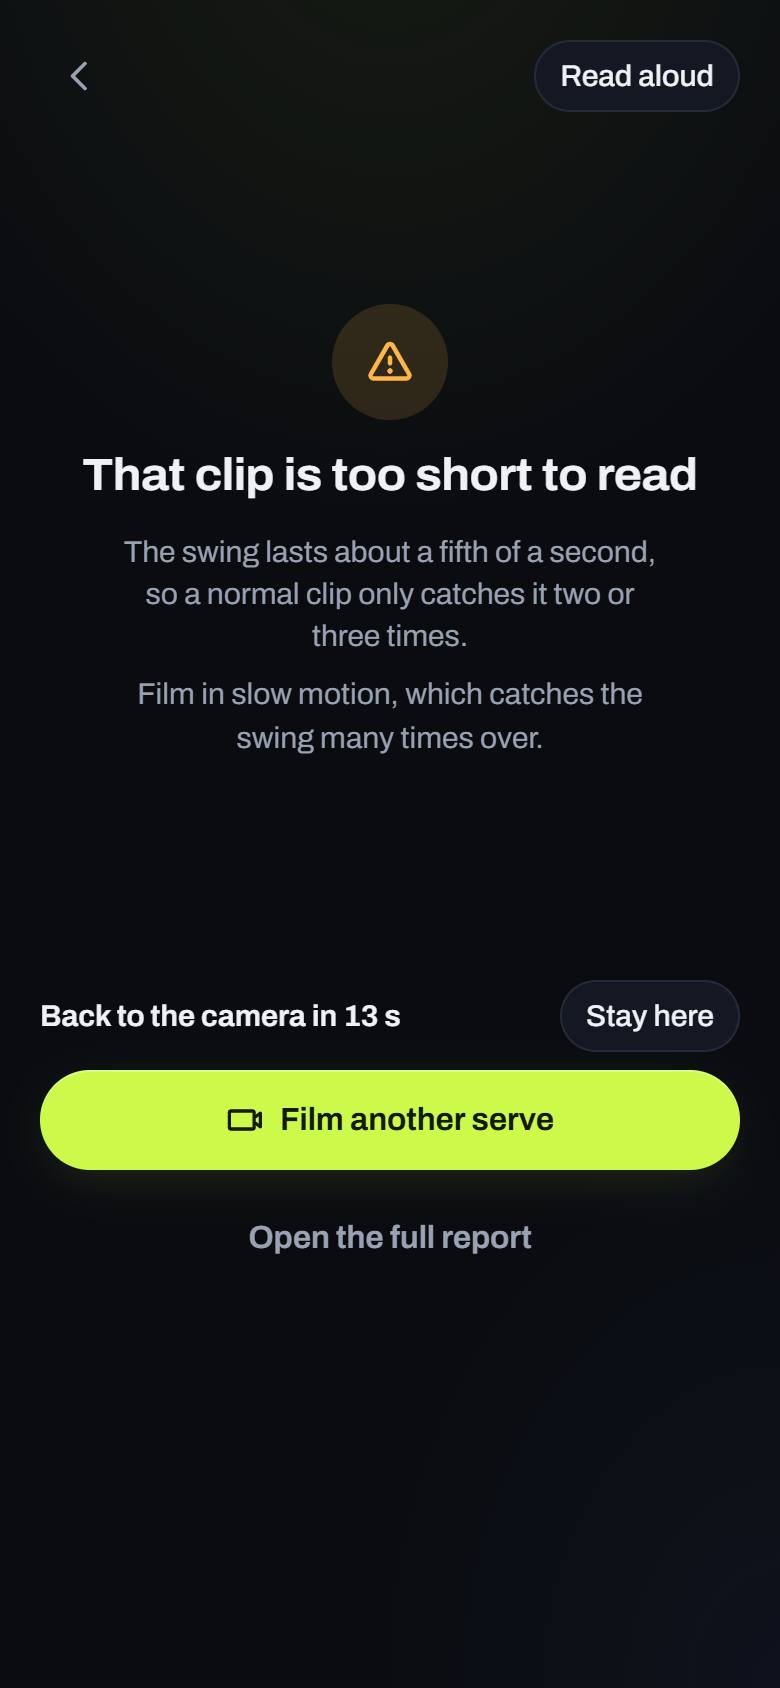 Read aloud
That clip is too short to read
The swing lasts about a fifth of a second,
so a normal clip only catches it two or
three times.
Film in slow motion, which catches the
swing many times over.
Back to the camera in 13 s
Stay here
Film another serve
Open the full report